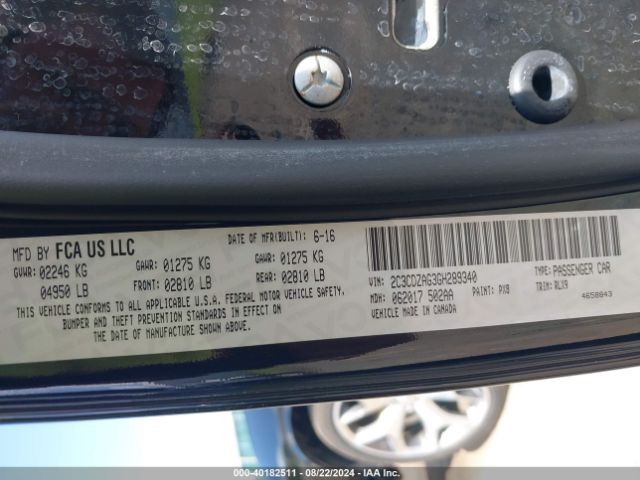 MFD BY FCA US LLC
DATE OF MFR(BUILT): 6-16
GVWR: 02246 KG
GAWR: 01275 KG
GAWR: 01275 KG
04950 LB
FRONT: 02810 LB
REAR: 02810 LB
THIS VEHICLE CONFORMS TO ALL APPLICABLE U.S.A. FEDERAL MOTOR VEHICLE SAFETY,
BUMPER AND THEFT PREVENTION STANDARDS IN EFFECT ON
THE DATE OF MANUFACTURE SHOWN ABOVE.
VIN: 2C3CDZAG3GH289340
TYPE: PASSENGER CAR
MDH: 062017 502AA
PAINT: PX8
TRIM: RLX9
VEHICLE MADE IN CANADA
4658643
000-40182511 - 08/22/2024 - IAA Inc.